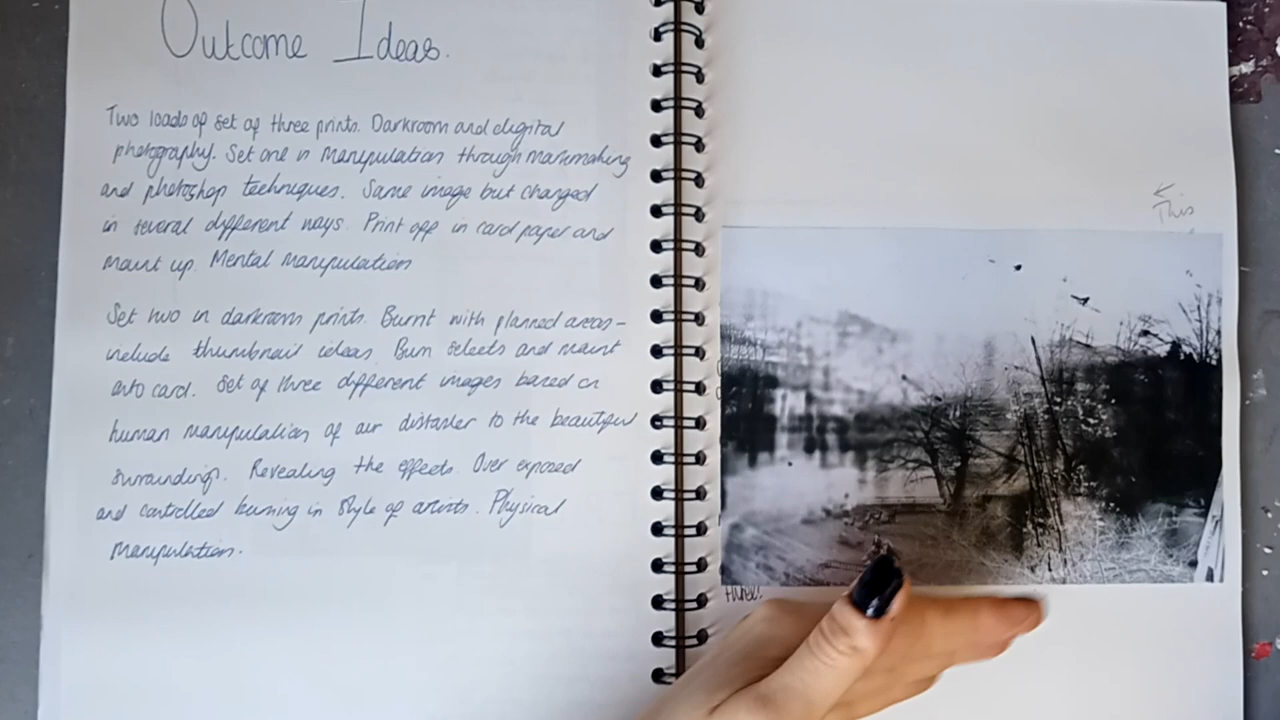 Outcome Ideas.
Two loads of set of three prints. Darkroom and digital
photography. Set one in Manipulation through markmaking
and photoshop techniques. Same image but changed
in several different ways. Print off in card paper and
mount up. Mental Manipulation
Set two in darkroom prints. Burnt with planned areas-
include thumbnail ideas. Burn selects and mount
onto card. Set of three different images based on
human manipulation of our distaster to the beautiful
surroundings. Revealing the effects. Over exposed
and controlled burning in style of artists. Physical
Manipulation.
This
three!